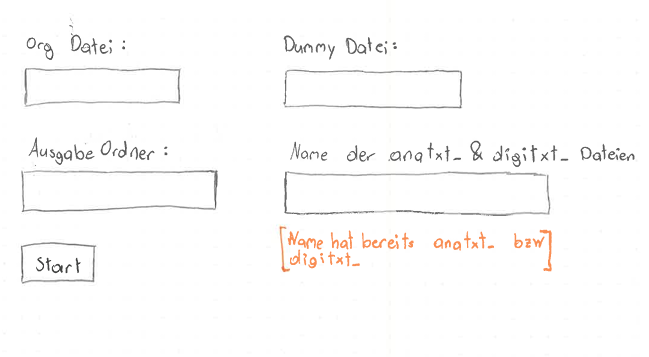 Org Datei :
Dummy Datei :
Ausgabe Ordner :
Name der anatxt_ & digitxt_ Dateien
[Name hat bereits anatxt_ bzw
digitxt_ ]
Start